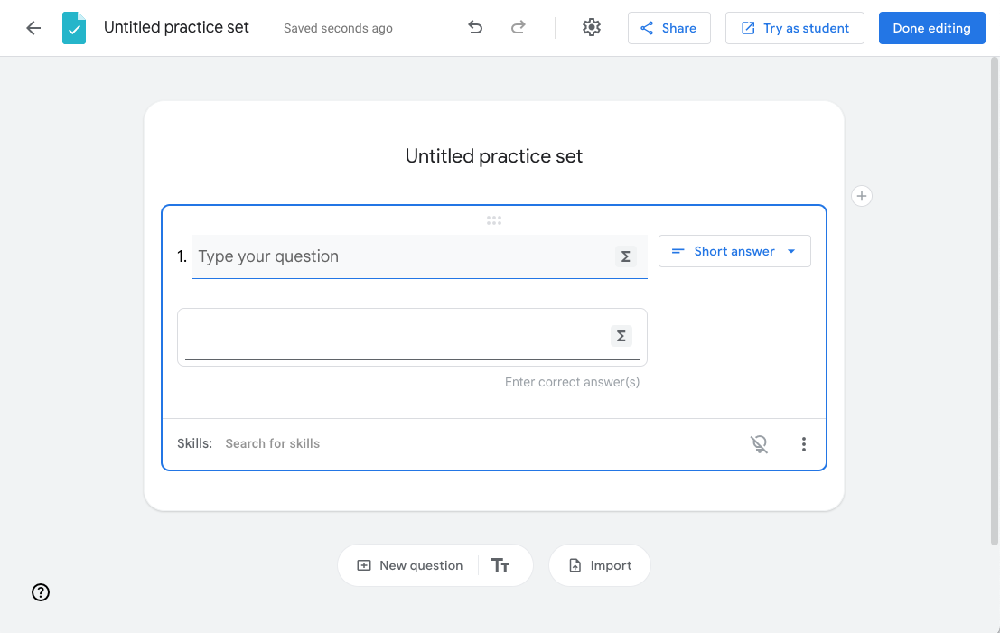 Untitled practice set
Saved seconds ago
Share
Try as student
Done editing
Untitled practice set
1.
Type your question
Σ
Short answer
Σ
Enter correct answer(s)
Skills:
Search for skills
New question
Tт
Import
?